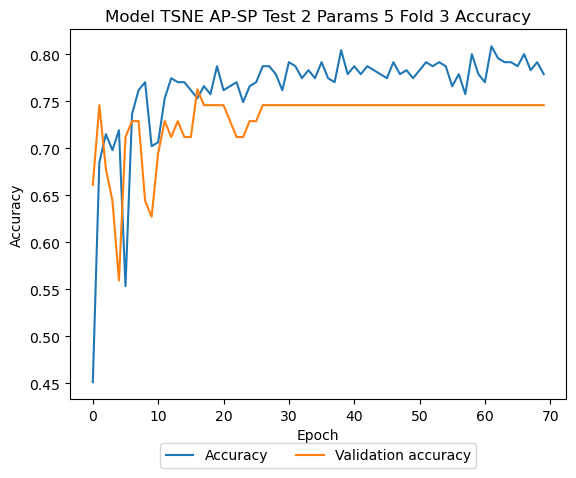 Model TSNE AP-SP Test 2 Params 5 Fold 3 Accuracy
0.80
0.75
0.70
0.65
0.60
0.55
0.50
0.45
Accuracy
0 10 20 30 40 50 60 70
Epoch
Accuracy Validation accuracy